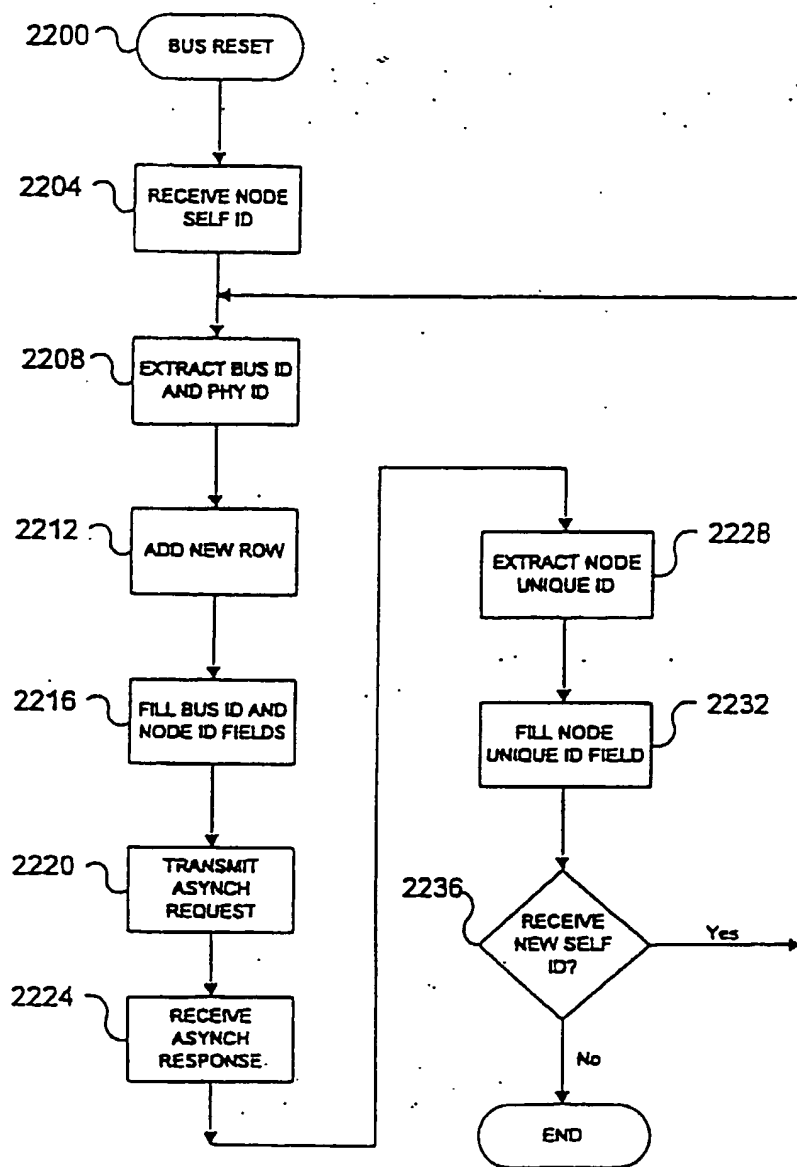 2200
BUS RESET
2204
RECEIVE NODE
SELF ID
2208
EXTRACT BUS ID
AND PHY ID
2212
ADD NEW ROW
2216
FILL BUS ID AND
NODE ID FIELDS
2220
TRANSMIT
ASYNCH
REQUEST
2224
RECEIVE
ASYNCH
RESPONSE
2228
EXTRACT NODE
UNIQUE ID
2232
FILL NODE
UNIQUE ID FIELD
2236
RECEIVE
NEW SELF
ID?
Yes
No
END